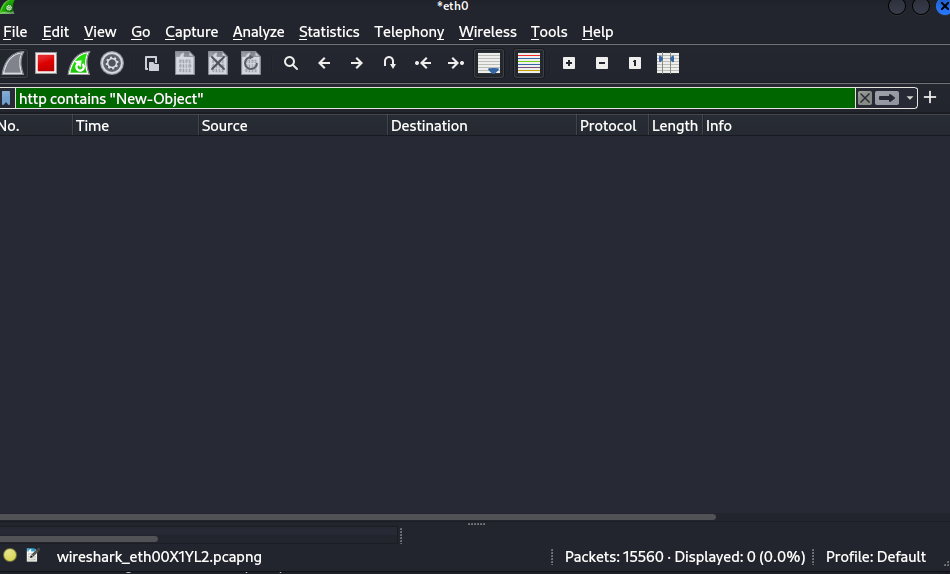 *eth0
File Edit View Go Capture Analyze Statistics Telephony Wireless Tools Help
1
http contains "New-Object"
No. Time Source Destination Protocol Length Info
wireshark_eth00X1YL2.pcapng Packets: 15560 · Displayed: 0 (0.0%) Profile: Default